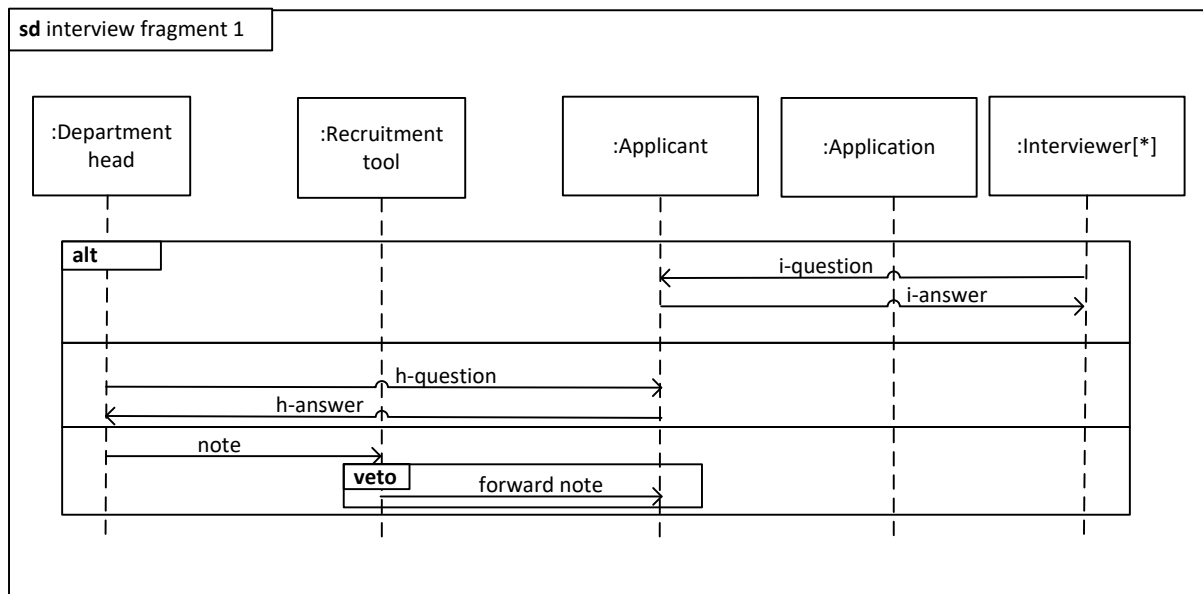 sd interview fragment 1
:Department
head
:Recruitment
tool
:Applicant
:Application
:Interviewer[*]
alt
i-question
i-answer
h-question
h-answer
note
veto
forward note